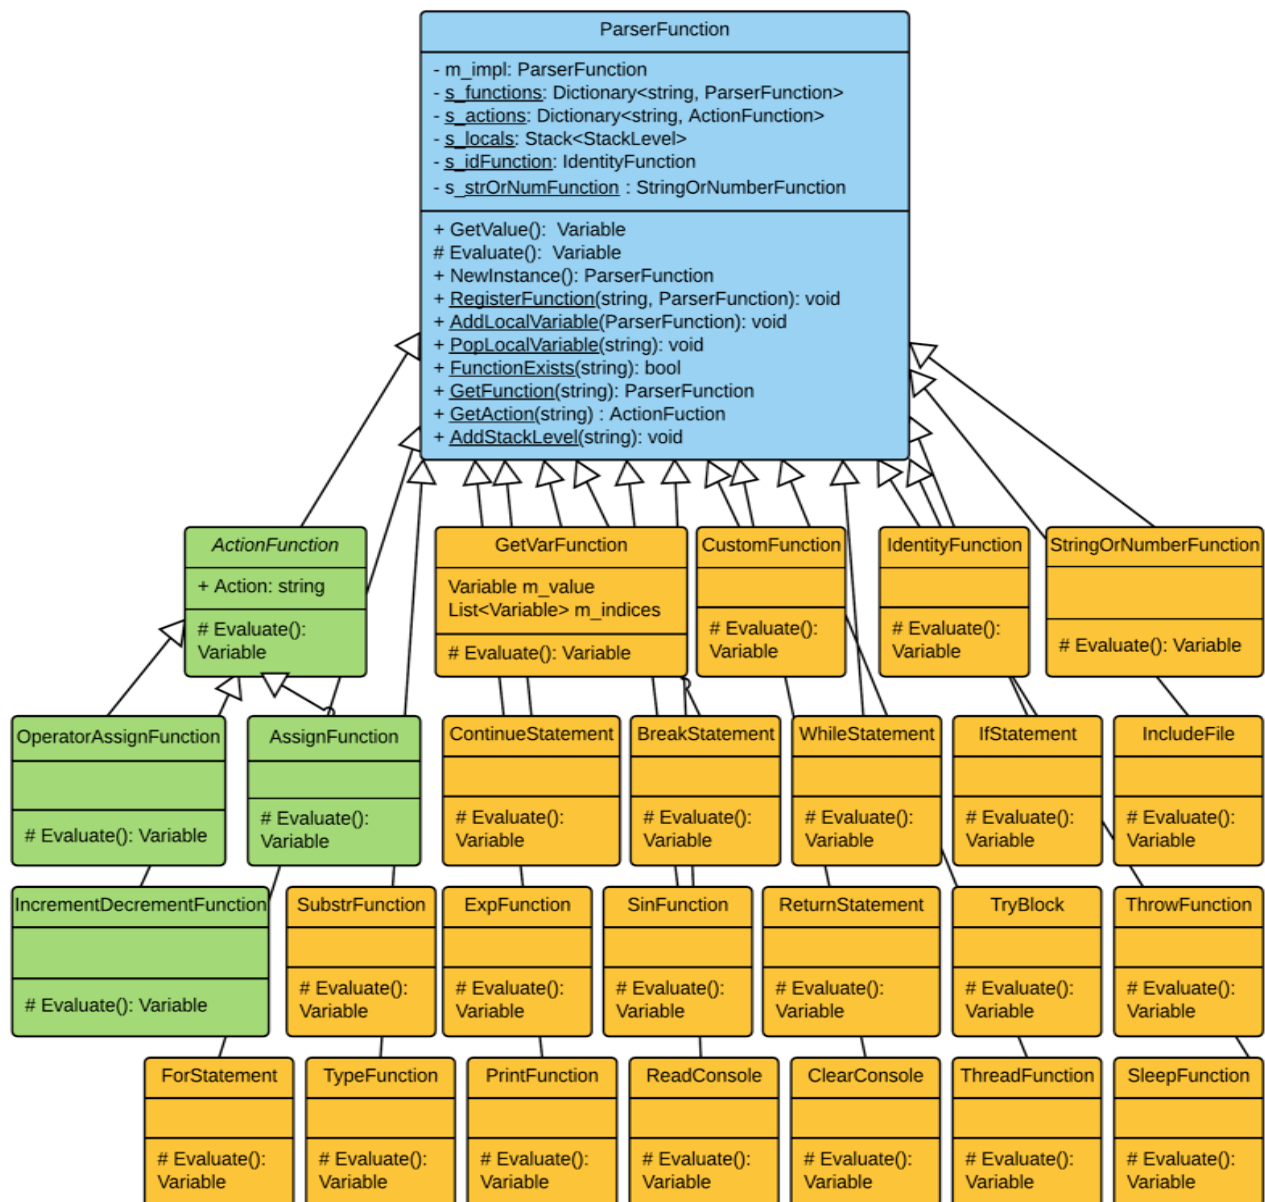 ParserFunction
- m_impl: ParserFunction
- s_functions: Dictionary<string, ParserFunction>
- s_actions: Dictionary<string, ActionFunction>
- s_locals: Stack<StackLevel>
- s_idFunction: IdentityFunction
- s_strOrNumFunction : StringOrNumberFunction
+ GetValue():  Variable
# Evaluate():  Variable
+ NewInstance(): ParserFunction
+ RegisterFunction(string, ParserFunction): void
+ AddLocalVariable(ParserFunction): void
+ PopLocalVariable(string): void
+ FunctionExists(string): bool
+ GetFunction(string): ParserFunction
+ GetAction(string) : ActionFuction
+ AddStackLevel(string): void
ActionFunction
+ Action: string
# Evaluate():
Variable
GetVarFunction
Variable m_value
List<Variable> m_indices
# Evaluate(): Variable
CustomFunction
# Evaluate():
Variable
IdentityFunction
# Evaluate():
Variable
StringOrNumberFunction
# Evaluate(): Variable
OperatorAssignFunction
# Evaluate(): Variable
AssignFunction
# Evaluate():
Variable
ContinueStatement
# Evaluate():
Variable
BreakStatement
# Evaluate():
Variable
WhileStatement
# Evaluate():
Variable
IfStatement
# Evaluate():
Variable
IncludeFile
# Evaluate():
Variable
IncrementDecrementFunction
# Evaluate(): Variable
SubstrFunction
# Evaluate():
Variable
ExpFunction
# Evaluate():
Variable
SinFunction
# Evaluate():
Variable
ReturnStatement
# Evaluate():
Variable
TryBlock
# Evaluate():
Variable
ThrowFunction
# Evaluate():
Variable
ForStatement
# Evaluate():
Variable
TypeFunction
# Evaluate():
Variable
PrintFunction
# Evaluate():
Variable
ReadConsole
# Evaluate():
Variable
ClearConsole
# Evaluate():
Variable
ThreadFunction
# Evaluate():
Variable
SleepFunction
# Evaluate():
Variable